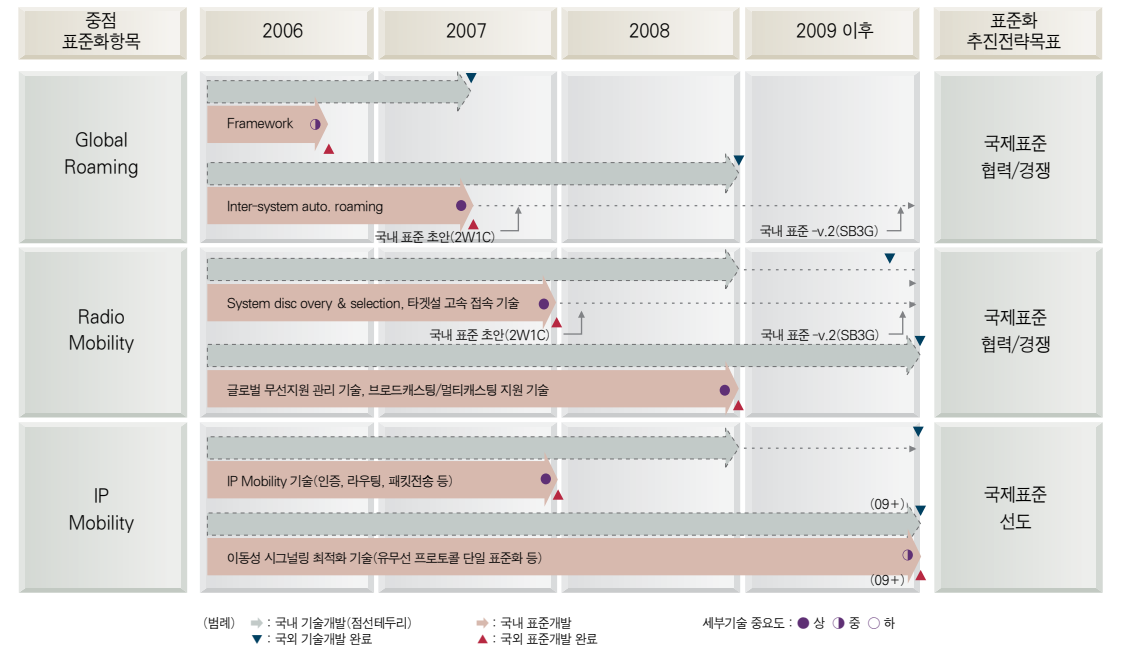 중점
표준화항목
2006
2007
2008
2009 이후
표준화
추진전략목표
Global
Roaming
Framework
Inter-system auto. roaming
국내 표준 초안(2W1C)
국내 표준 -v.2(SB3G)
국제표준
협력/경쟁
Radio
Mobility
System disc overy & selection, 타겟설 고속 접속 기술
국내 표준 초안(2W1C)
국내 표준 -v.2(SB3G)
글로벌 무선지원 관리 기술, 브로드캐스팅/멀티캐스팅 지원 기술
국제표준
협력/경쟁
IP
Mobility
IP Mobility 기술(인증, 라우팅, 패킷전송 등)
(09+)
이동성 시그널링 최적화 기술(유무선 프로토콜 단일 표준화 등)
(09+)
국제표준
선도
(범례) : 국내 기술개발(점선테두리) : 국내 표준개발 세부기술 중요도 : 상 중 하
: 국외 기술개발 완료 : 국외 표준개발 완료